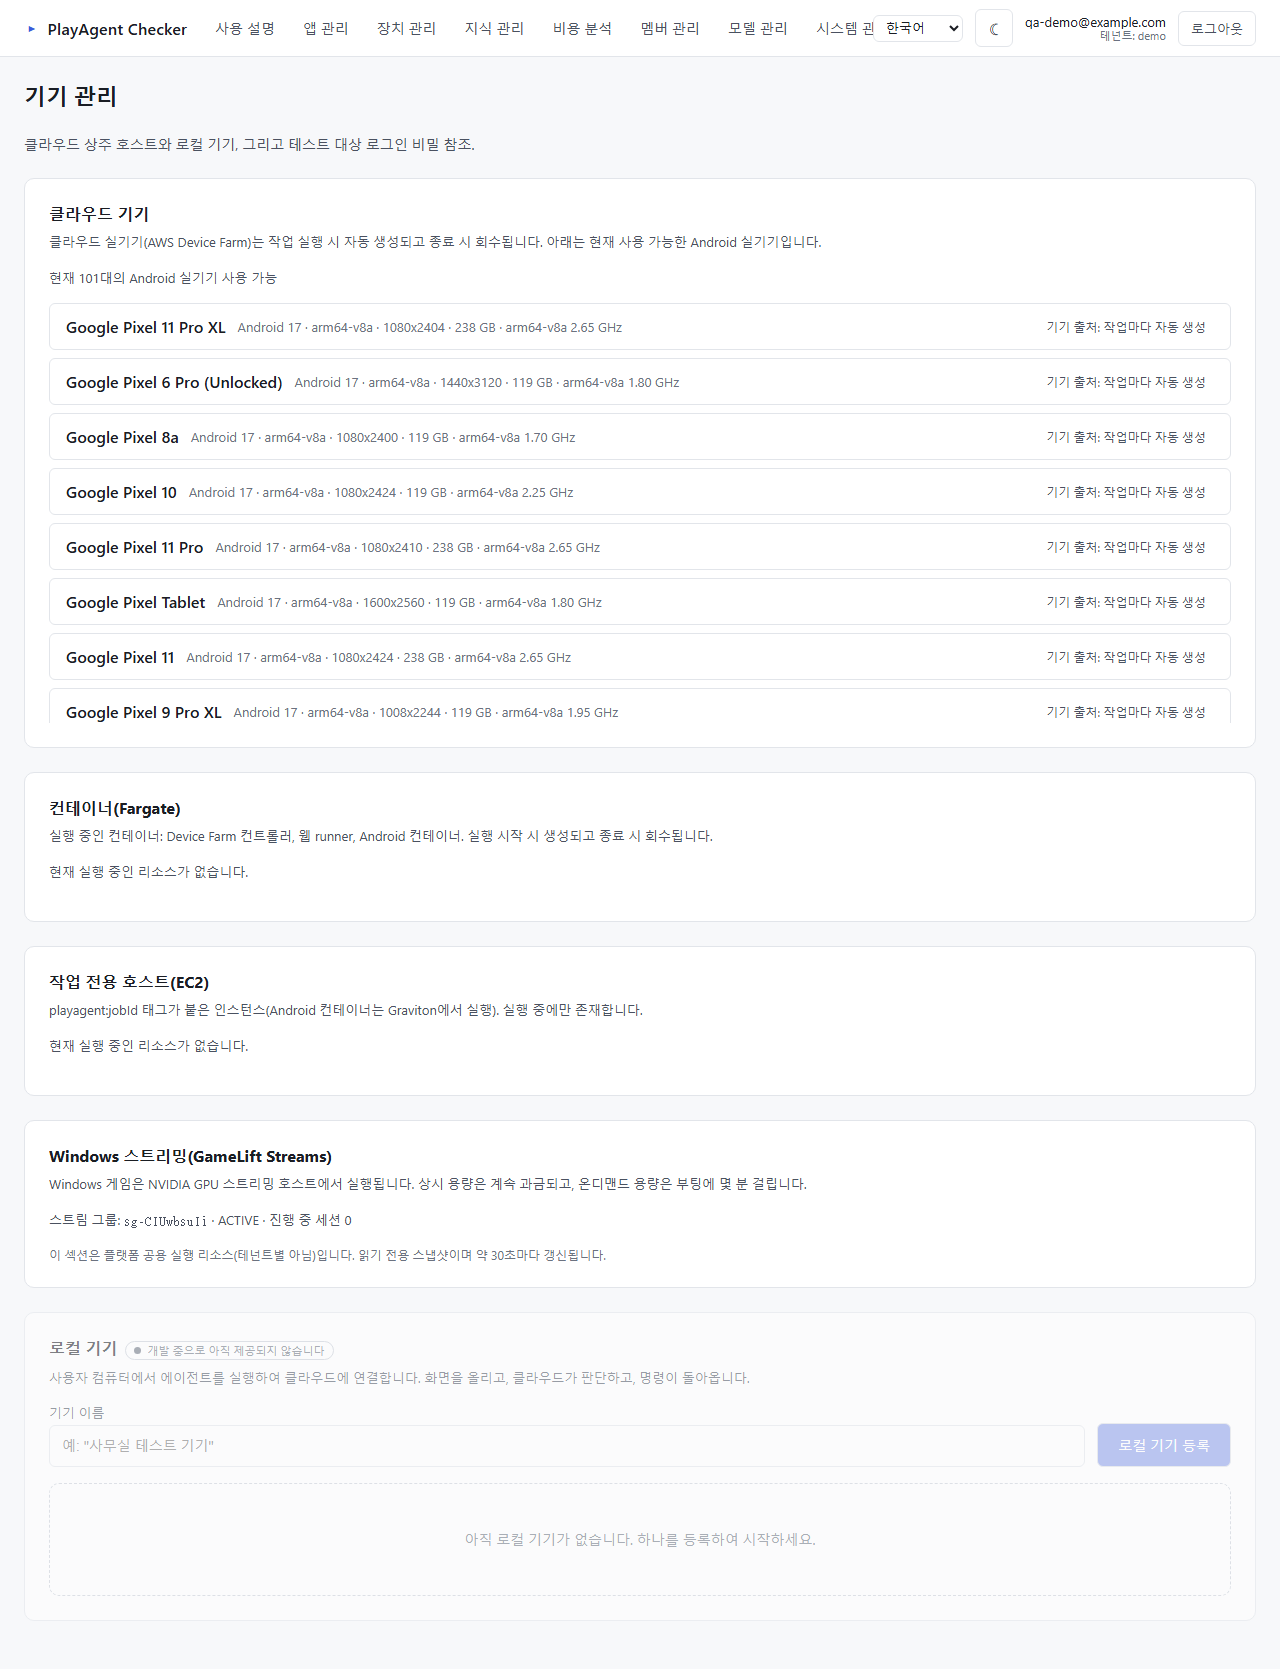 PlayAgent Checker
사용 설명
앱 관리
장치 관리
지식 관리
비용 분석
멤버 관리
모델 관리
시스템 관
한국어
qa-demo@example.com
테넌트: demo
로그아웃
기기 관리
클라우드 상주 호스트와 로컬 기기, 그리고 테스트 대상 로그인 비밀 참조.
클라우드 기기
클라우드 실기기(AWS Device Farm)는 작업 실행 시 자동 생성되고 종료 시 회수됩니다. 아래는 현재 사용 가능한 Android 실기기입니다.
현재 101대의 Android 실기기 사용 가능
Google Pixel 11 Pro XL Android 17 · arm64-v8a · 1080x2404 · 238 GB · arm64-v8a 2.65 GHz 기기 출처: 작업마다 자동 생성
Google Pixel 6 Pro (Unlocked) Android 17 · arm64-v8a · 1440x3120 · 119 GB · arm64-v8a 1.80 GHz 기기 출처: 작업마다 자동 생성
Google Pixel 8a Android 17 · arm64-v8a · 1080x2400 · 119 GB · arm64-v8a 1.70 GHz 기기 출처: 작업마다 자동 생성
Google Pixel 10 Android 17 · arm64-v8a · 1080x2424 · 119 GB · arm64-v8a 2.25 GHz 기기 출처: 작업마다 자동 생성
Google Pixel 11 Pro Android 17 · arm64-v8a · 1080x2410 · 238 GB · arm64-v8a 2.65 GHz 기기 출처: 작업마다 자동 생성
Google Pixel Tablet Android 17 · arm64-v8a · 1600x2560 · 119 GB · arm64-v8a 1.80 GHz 기기 출처: 작업마다 자동 생성
Google Pixel 11 Android 17 · arm64-v8a · 1080x2424 · 238 GB · arm64-v8a 2.65 GHz 기기 출처: 작업마다 자동 생성
Google Pixel 9 Pro XL Android 17 · arm64-v8a · 1008x2244 · 119 GB · arm64-v8a 1.95 GHz 기기 출처: 작업마다 자동 생성
컨테이너(Fargate)
실행 중인 컨테이너: Device Farm 컨트롤러, 웹 runner, Android 컨테이너. 실행 시작 시 생성되고 종료 시 회수됩니다.
현재 실행 중인 리소스가 없습니다.
작업 전용 호스트(EC2)
playagent:jobId 태그가 붙은 인스턴스(Android 컨테이너는 Graviton에서 실행). 실행 중에만 존재합니다.
현재 실행 중인 리소스가 없습니다.
Windows 스트리밍(GameLift Streams)
Windows 게임은 NVIDIA GPU 스트리밍 호스트에서 실행됩니다. 상시 용량은 계속 과금되고, 온디맨드 용량은 부팅에 몇 분 걸립니다.
스트림 그룹: sg-CIUwbsuIi · ACTIVE · 진행 중 세션 0
이 섹션은 플랫폼 공용 실행 리소스(테넌트별 아님)입니다. 읽기 전용 스냅샷이며 약 30초마다 갱신됩니다.
로컬 기기 개발 중으로 아직 제공되지 않습니다
사용자 컴퓨터에서 에이전트를 실행하여 클라우드에 연결합니다. 화면을 올리고, 클라우드가 판단하고, 명령이 돌아옵니다.
기기 이름
예: "사무실 테스트 기기"
로컬 기기 등록
아직 로컬 기기가 없습니다. 하나를 등록하여 시작하세요.